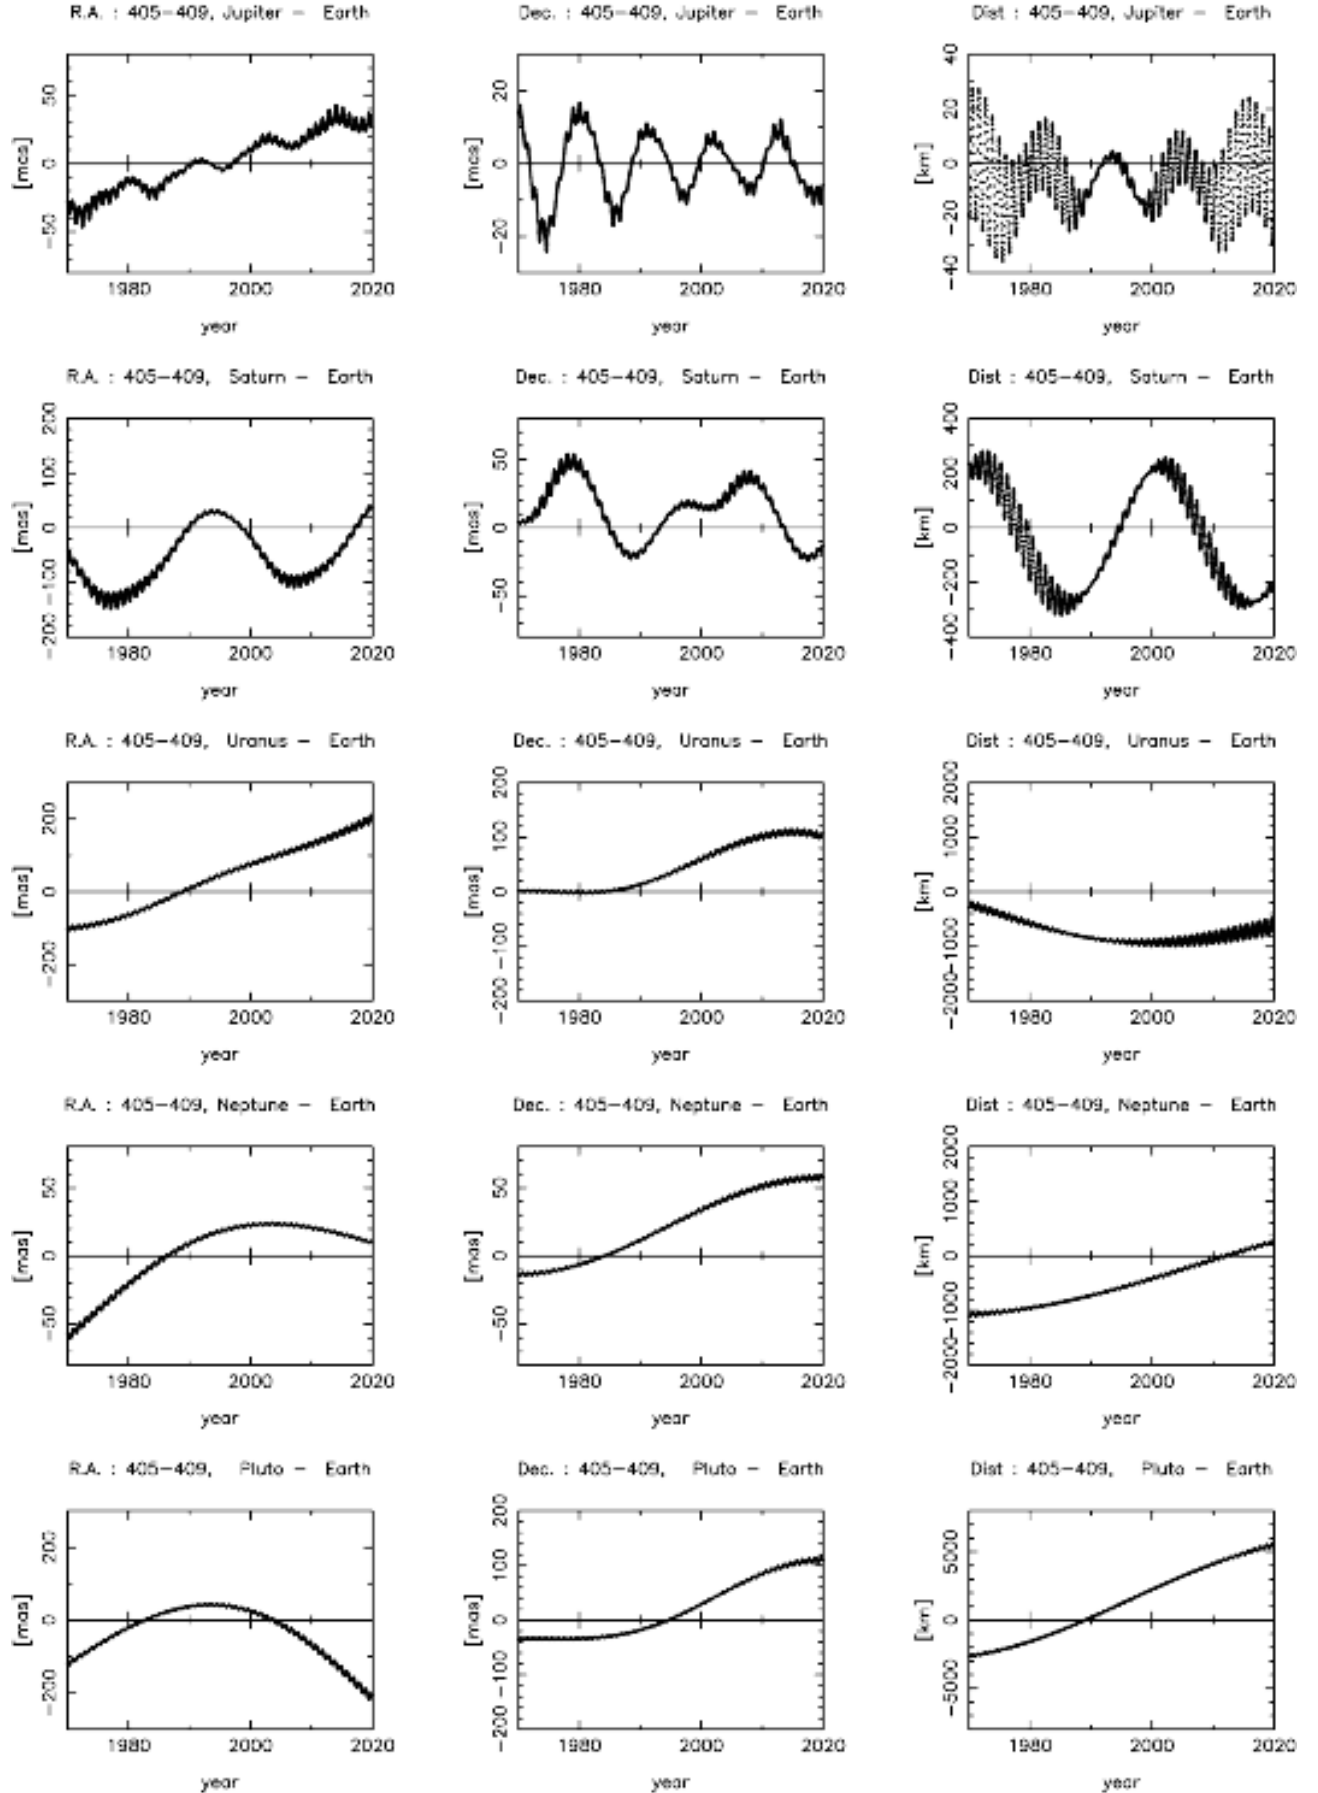 R.A. : 405-409, Jupiter - Earth
Dec. : 405-409, Jupiter - Earth
Dist : 405-409, Jupiter - Earth
[mas]
50
0
-50
1980 2000 2020
year
[mas]
20
0
-20
1980 2000 2020
year
[km]
40
20
0
-20
-40
1980 2000 2020
year
R.A. : 405-409, Saturn - Earth
Dec. : 405-409, Saturn - Earth
Dist : 405-409, Saturn - Earth
[mas]
200
100
0
-100
-200
1980 2000 2020
year
[mas]
50
0
-50
1980 2000 2020
year
[km]
400
200
0
-200
-400
1980 2000 2020
year
R.A. : 405-409, Uranus - Earth
Dec. : 405-409, Uranus - Earth
Dist : 405-409, Uranus - Earth
[mas]
200
0
-200
1980 2000 2020
year
[mas]
200
100
0
-100
-200
1980 2000 2020
year
[km]
2000
1000
0
-1000
-2000
1980 2000 2020
year
R.A. : 405-409, Neptune - Earth
Dec. : 405-409, Neptune - Earth
Dist : 405-409, Neptune - Earth
[mas]
50
0
-50
1980 2000 2020
year
[mas]
50
0
-50
1980 2000 2020
year
[km]
2000
1000
0
-1000
-2000
1980 2000 2020
year
R.A. : 405-409, Pluto - Earth
Dec. : 405-409, Pluto - Earth
Dist : 405-409, Pluto - Earth
[mas]
200
0
-200
1980 2000 2020
year
[mas]
200
100
0
-100
-200
1980 2000 2020
year
[km]
5000
0
-5000
1980 2000 2020
year